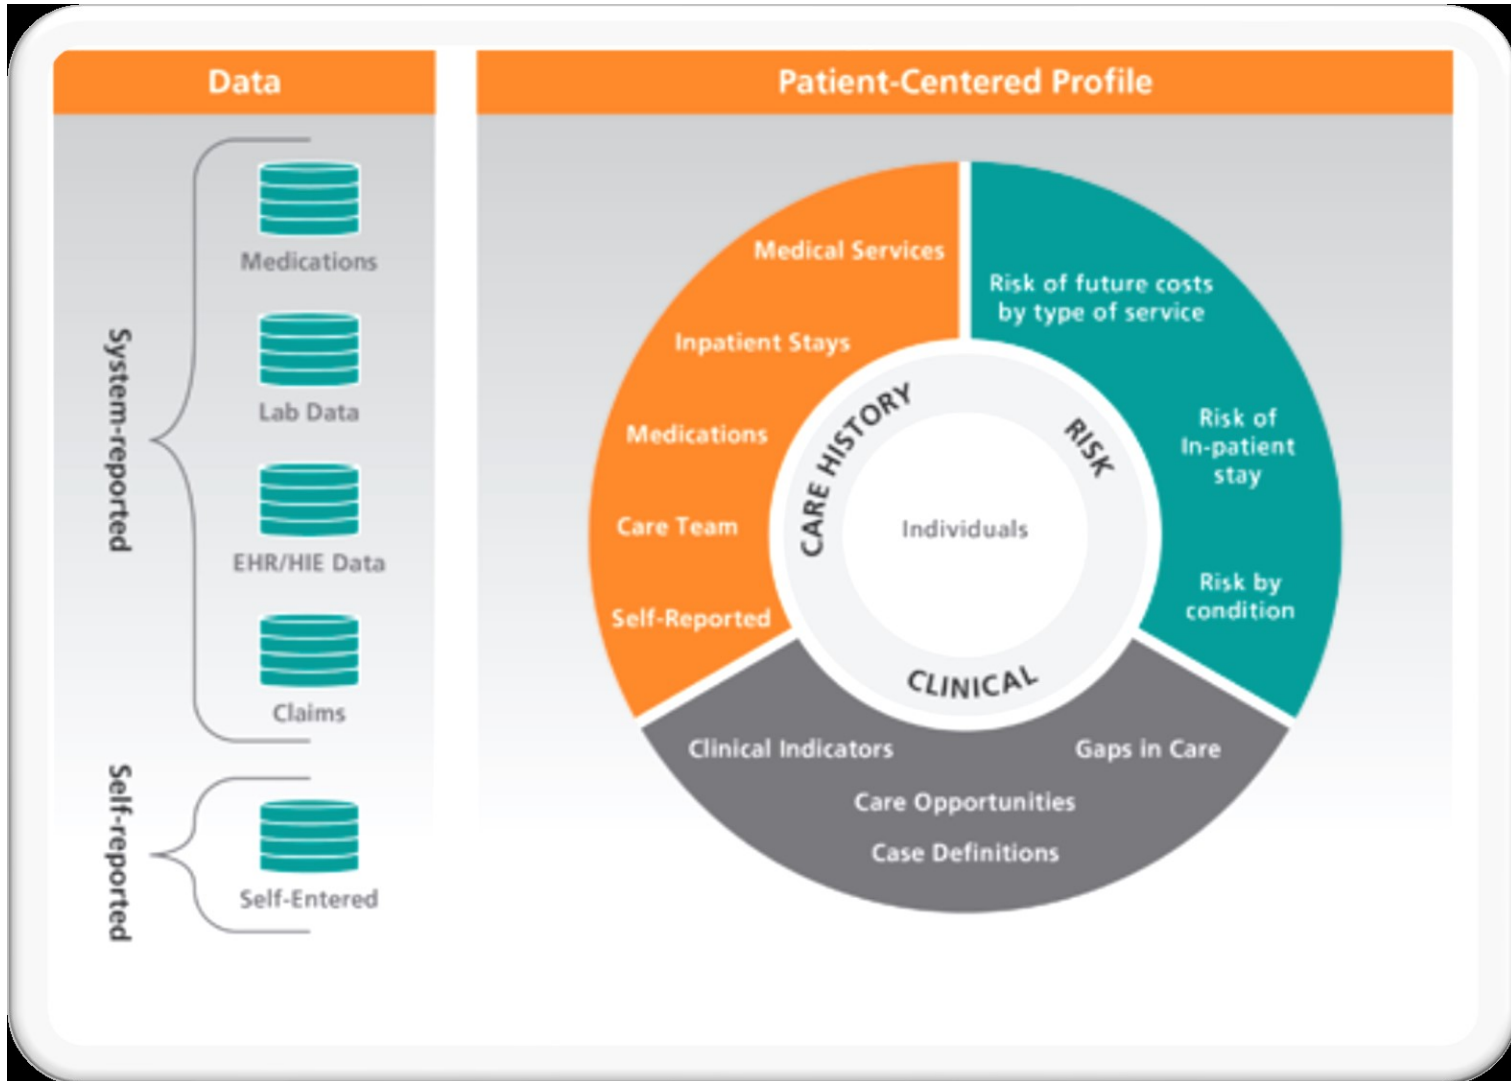 Data
System-reported
Medications
Lab Data
EHR/HIE Data
Claims
Self-reported
Self-Entered
Patient-Centered Profile
Medical Services
Inpatient Stays
Medications
Care Team
Self-Reported
CARE HISTORY
Risk of future costs
by type of service
Risk of
In-patient
stay
Risk by
condition
RISK
Individuals
CLINICAL
Clinical Indicators
Gaps in Care
Care Opportunities
Case Definitions